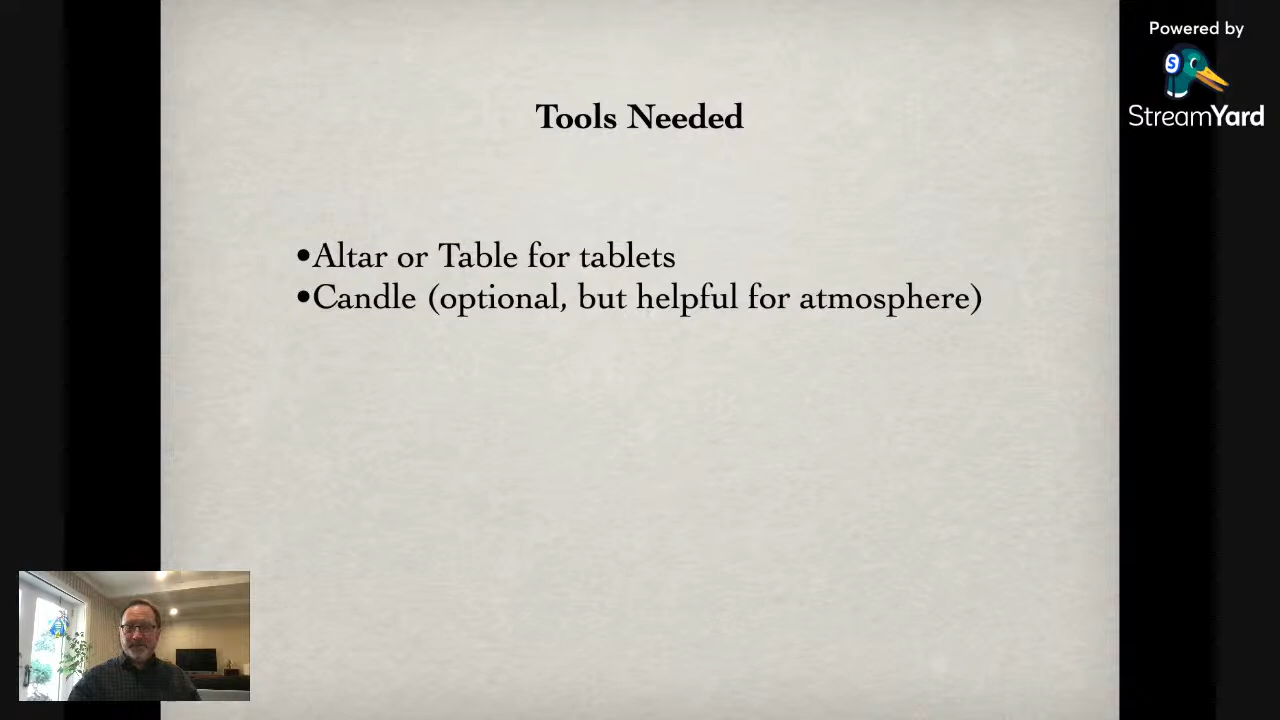 Powered by
S
StreamYard
Tools Needed
•Altar or Table for tablets
•Candle (optional, but helpful for atmosphere)